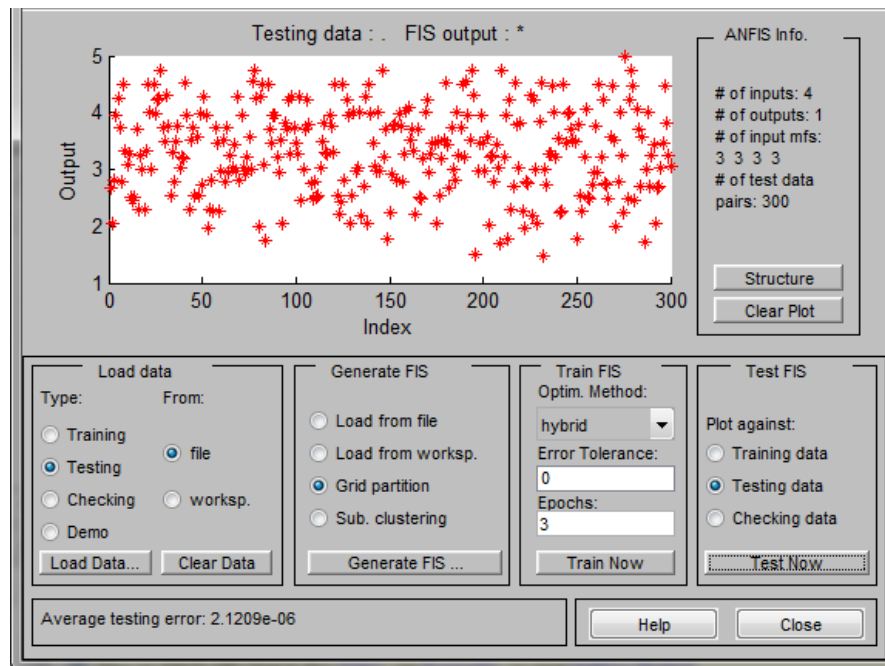 Testing data : .   FIS output : *
5
4
3
2
1
Output
0 50 100 150 200 250 300
Index
ANFIS Info.
# of inputs: 4
# of outputs: 1
# of input mfs:
3 3 3 3
# of test data
pairs: 300
Structure
Clear Plot
Load data
Type: From:
Training
file
Testing
Checking
worksp.
Demo
Load Data... Clear Data
Generate FIS
Load from file
Load from worksp.
Grid partition
Sub. clustering
Generate FIS ...
Train FIS
Optim. Method:
hybrid
Error Tolerance:
0
Epochs:
3
Train Now
Test FIS
Plot against:
Training data
Testing data
Checking data
Test Now
Average testing error: 2.1209e-06
Help Close